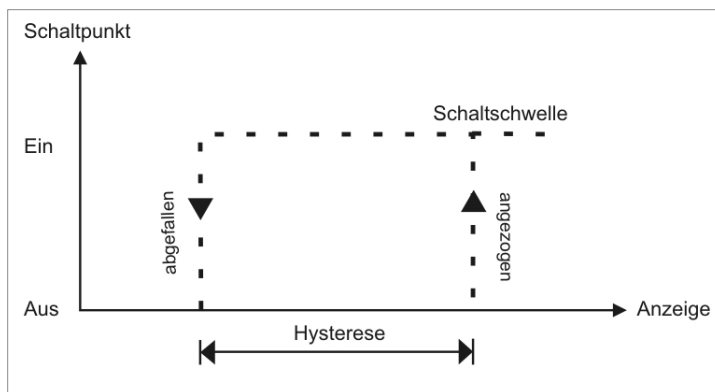 Schaltpunkt
Schaltschwelle
Ein
abgefallen
angezogen
Aus
Anzeige
Hysterese